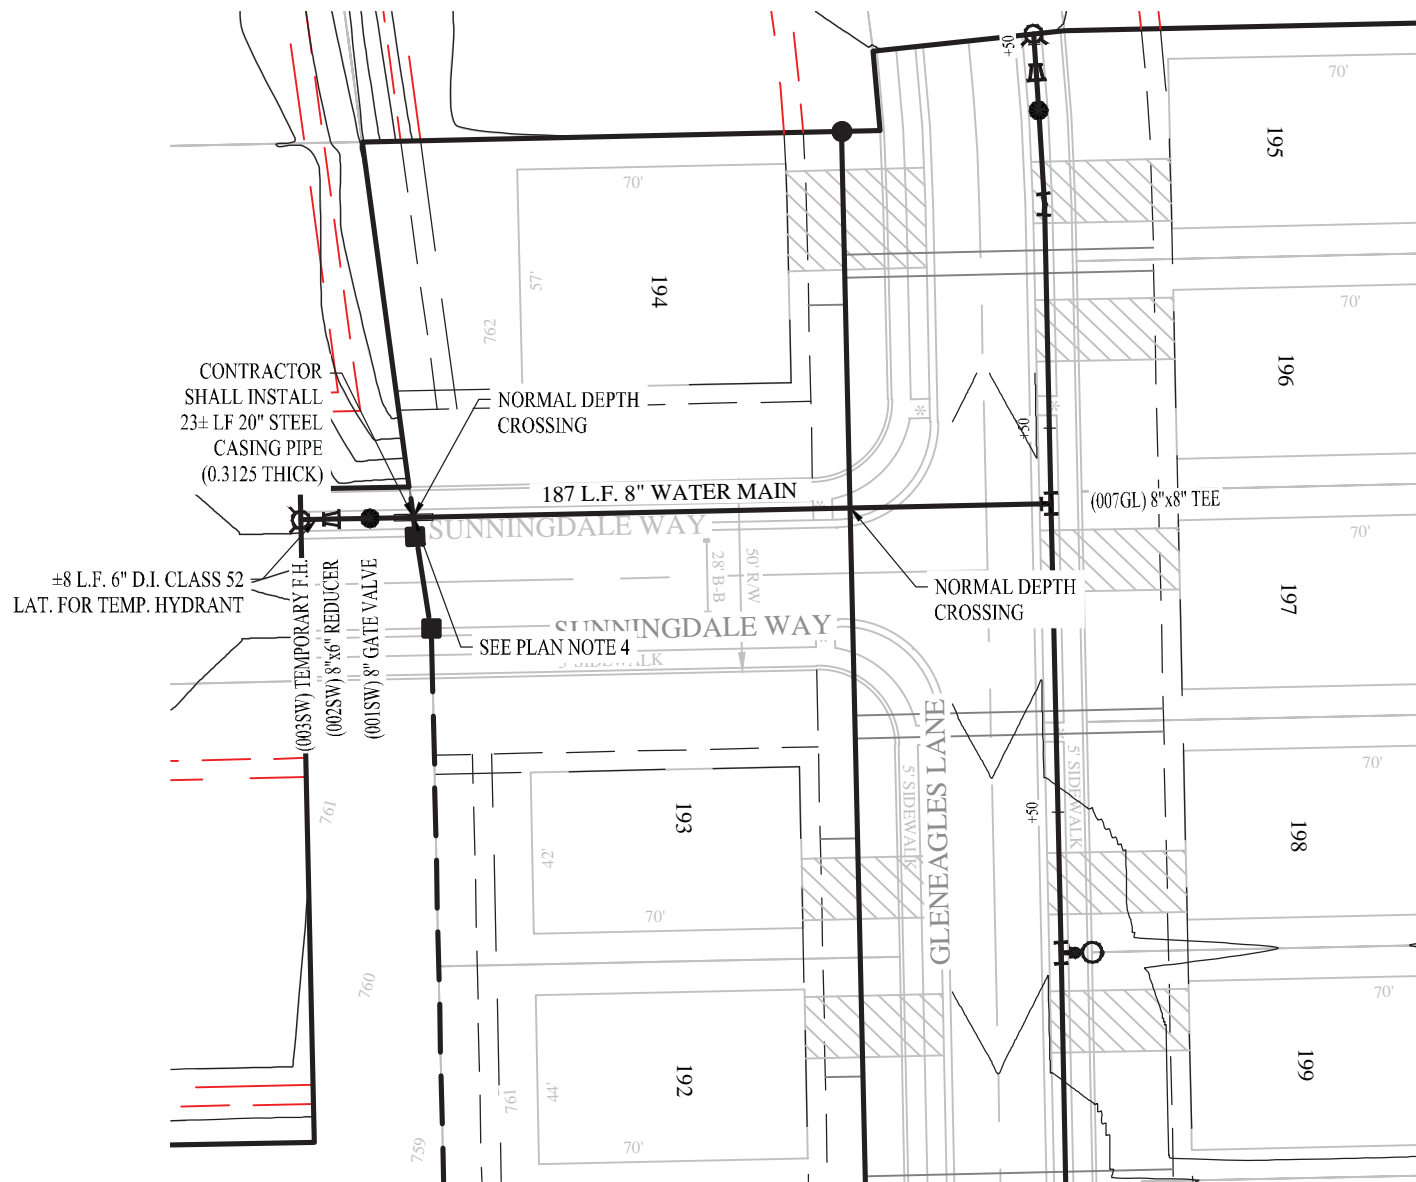 +50
70'
195
70'
194
57'
762
70'
196
CONTRACTOR
SHALL INSTALL
23± LF 20" STEEL
CASING PIPE
(0.3125 THICK)
NORMAL DEPTH
CROSSING
+50
187 L.F. 8" WATER MAIN
(007GL) 8"x8" TEE
SUNNINGDALE WAY
70'
±8 L.F. 6" D.I. CLASS 52
LAT. FOR TEMP. HYDRANT
(003SW) TEMPORARY F.H.
(002SW) 8"x6" REDUCER
(001SW) 8" GATE VALVE
28' B-B
50' R/W
NORMAL DEPTH
CROSSING
197
SUNNINGDALE WAY
SEE PLAN NOTE 4
5' SIDEWALK
GLENEAGLES LANE
5' SIDEWALK
5' SIDEWALK
70'
761
193
42'
70'
+50
198
760
70'
192
44'
761
70'
759
199